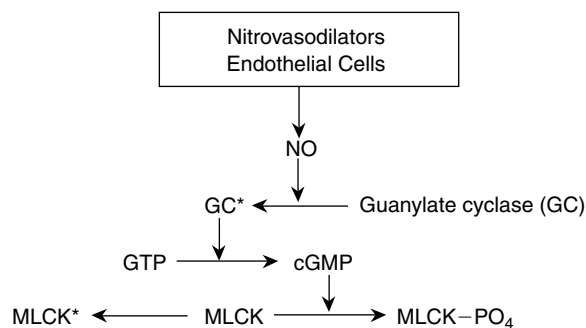 Nitrovasodilators
Endothelial Cells
NO
GC* Guanylate cyclase (GC)
GTP cGMP
MLCK* MLCK MLCK–PO₄